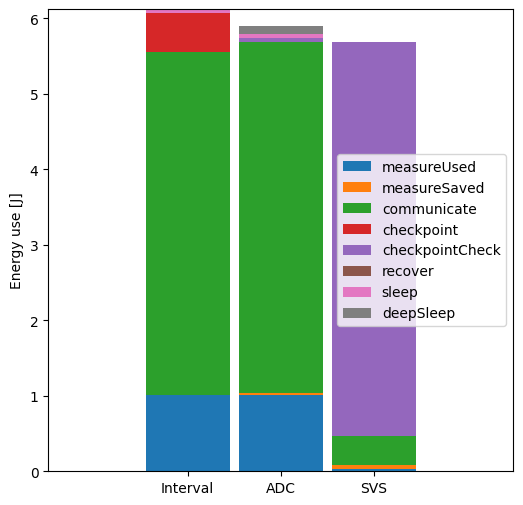 Energy use [J]
6
5
4
3
2
1
0
measureUsed
measureSaved
communicate
checkpoint
checkpointCheck
recover
sleep
deepSleep
Interval ADC SVS